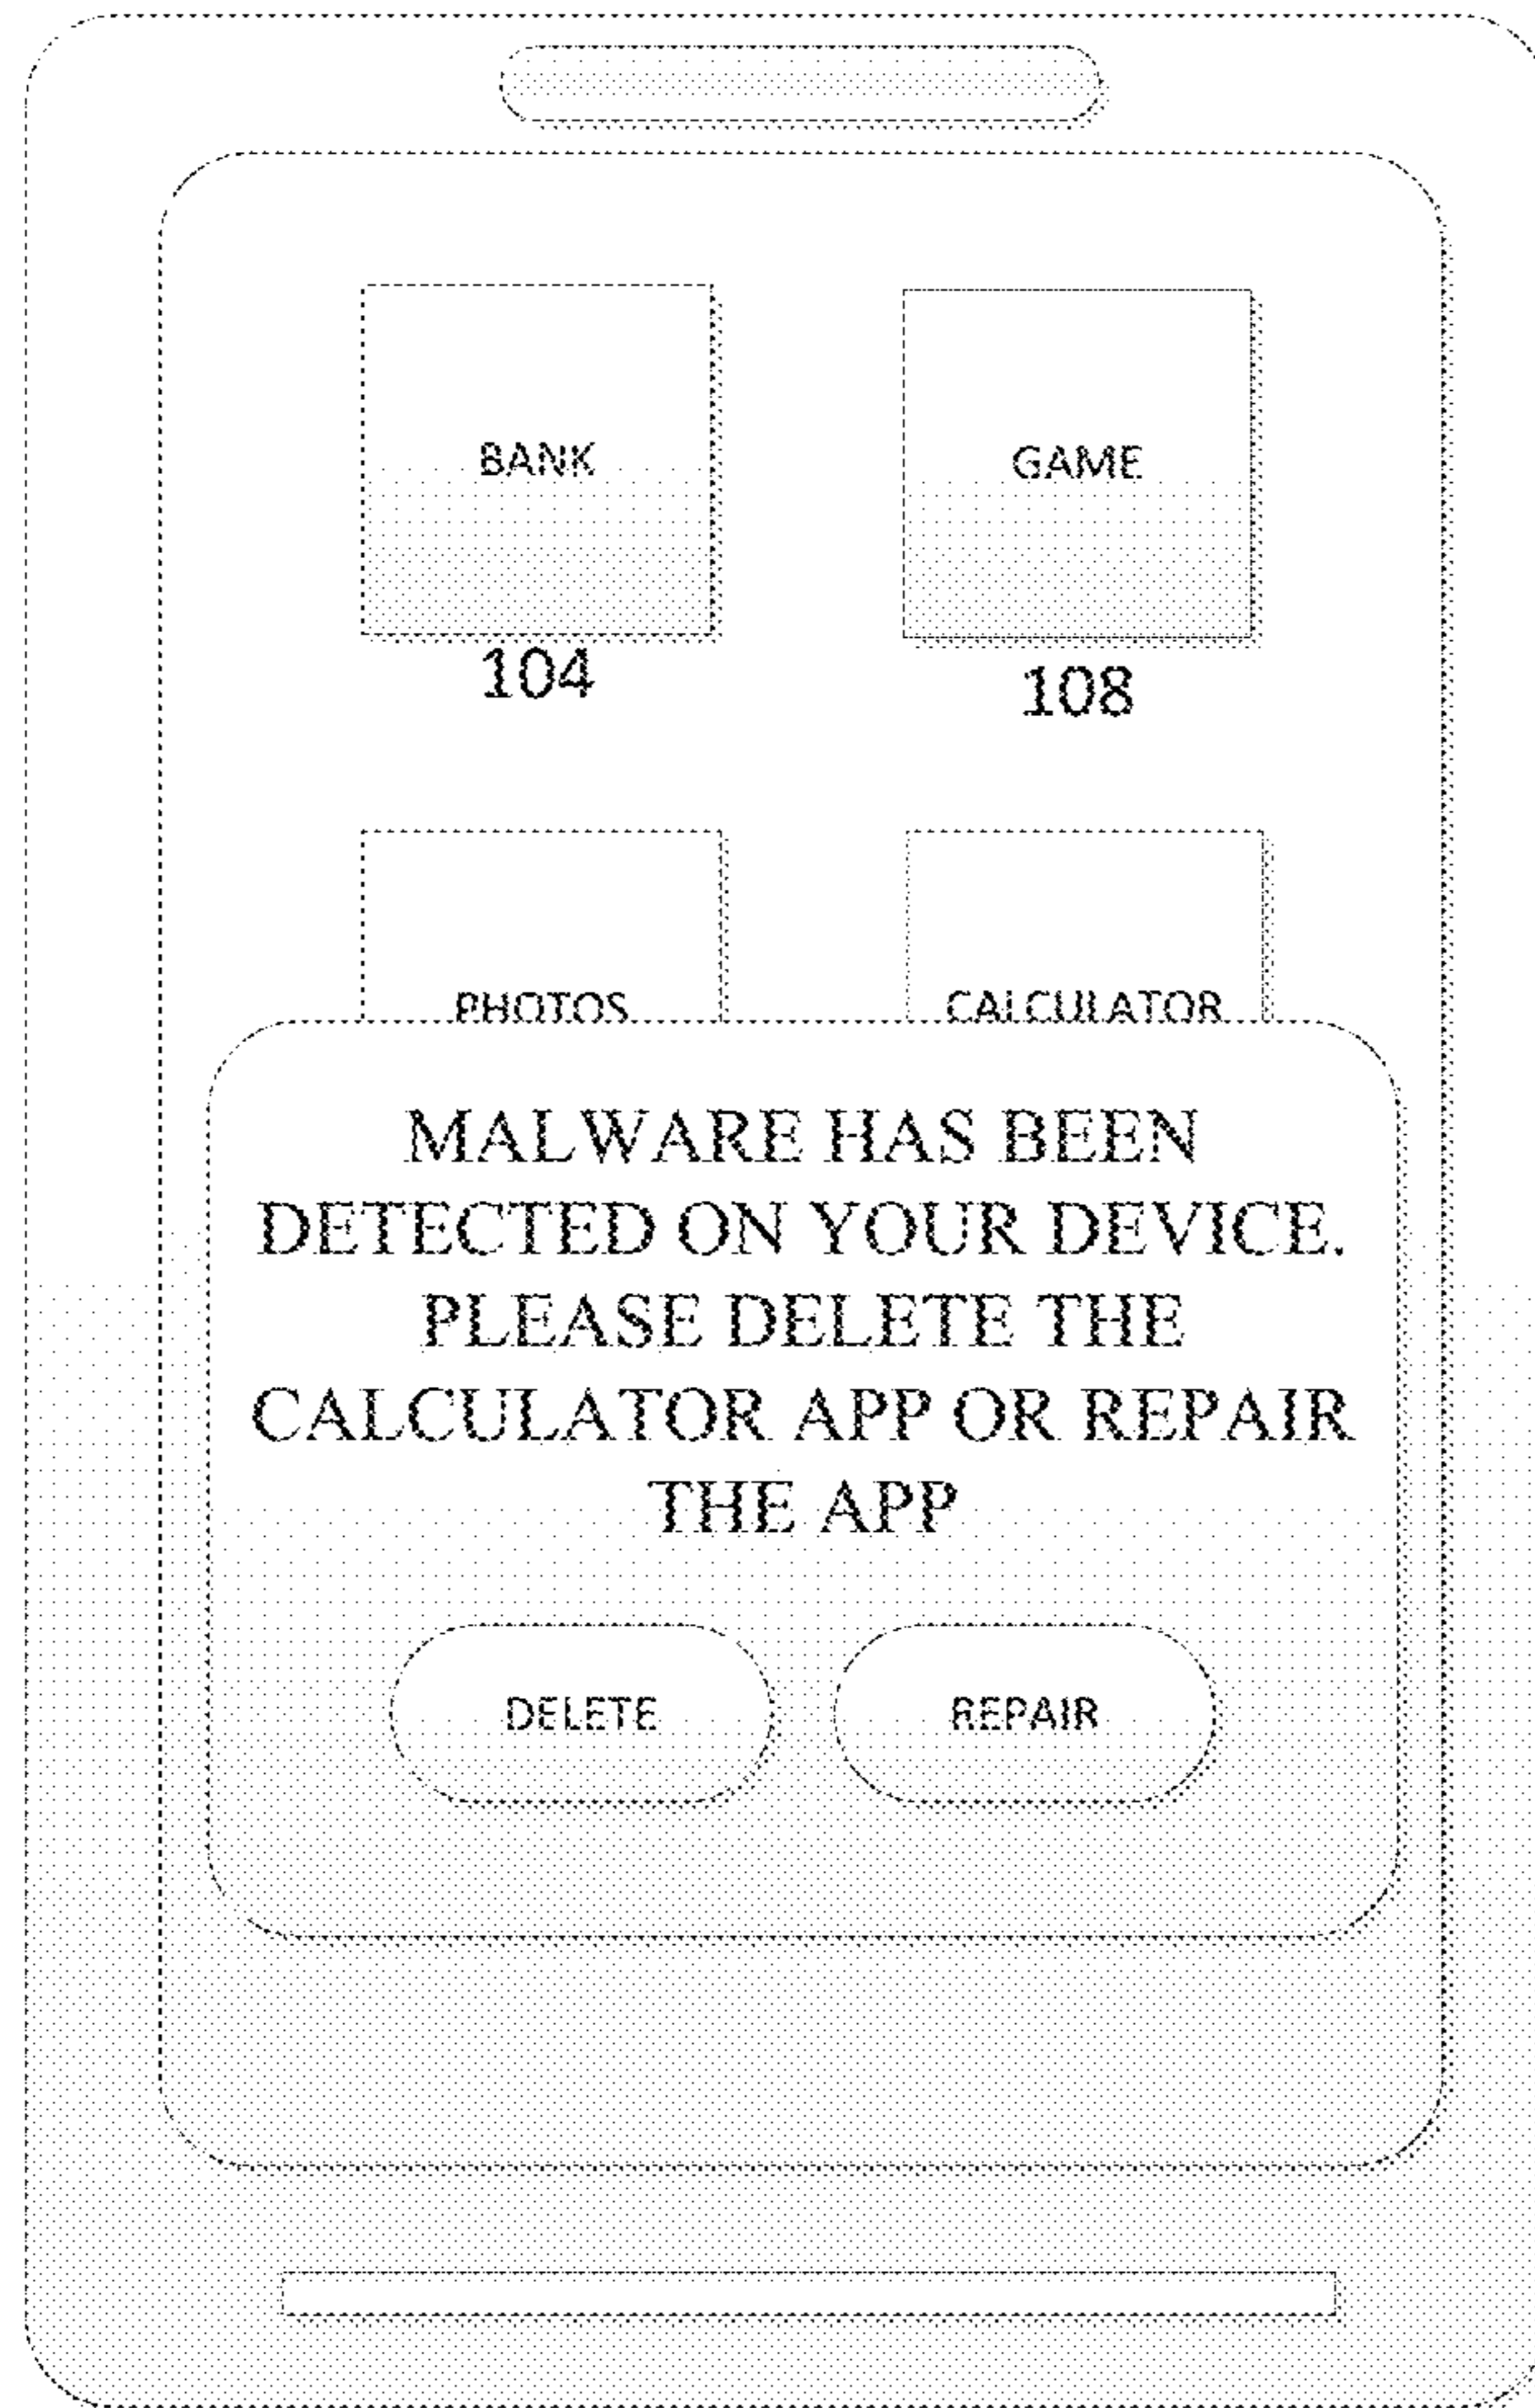 BANK
GAME
104
108
PHOTOS
CALCULATOR
MALWARE HAS BEEN
DETECTED ON YOUR DEVICE.
PLEASE DELETE THE
CALCULATOR APP OR REPAIR
THE APP
DELETE
REPAIR